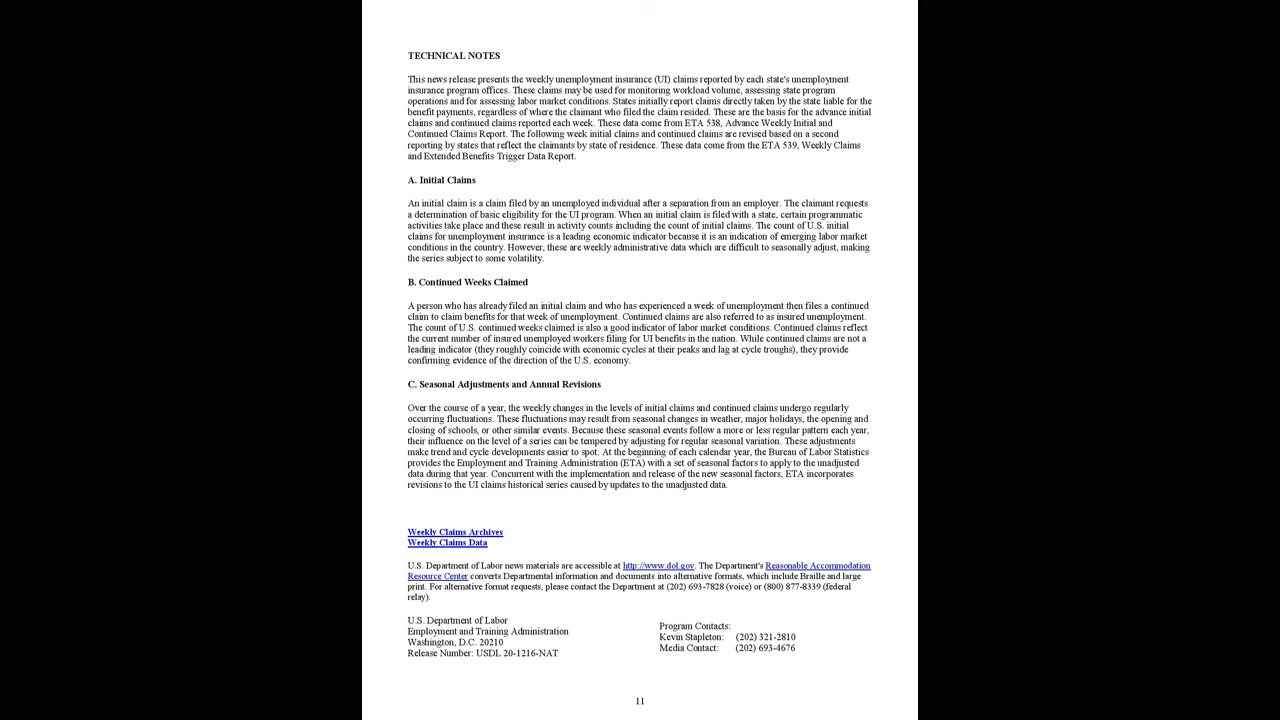 TECHNICAL NOTES
This news release presents the weekly unemployment insurance (UI) claims reported by each state's unemployment
insurance program offices. These claims may be used for monitoring workload volume, assessing state program
operations and for assessing labor market conditions. States initially report claims directly taken by the state liable for the
benefit payments, regardless of where the claimant who filed the claim resided. These are the basis for the advance initial
claims and continued claims reported each week. These data come from ETA 538, Advance Weekly Initial and
Continued Claims Report. The following week initial claims and continued claims are revised based on a second
reporting by states that reflect the claimants by state of residence. These data come from the ETA 539, Weekly Claims
and Extended Benefits Trigger Data Report.
A. Initial Claims
An initial claim is a claim filed by an unemployed individual after a separation from an employer. The claimant requests
a determination of basic eligibility for the UI program. When an initial claim is filed with a state, certain programmatic
activities take place and these result in activity counts including the count of initial claims. The count of U.S. initial
claims for unemployment insurance is a leading economic indicator because it is an indication of emerging labor market
conditions in the country. However, these are weekly administrative data which are difficult to seasonally adjust, making
the series subject to some volatility.
B. Continued Weeks Claimed
A person who has already filed an initial claim and who has experienced a week of unemployment then files a continued
claim to claim benefits for that week of unemployment. Continued claims are also referred to as insured unemployment.
The count of U.S. continued weeks claimed is also a good indicator of labor market conditions. Continued claims reflect
the current number of insured unemployed workers filing for UI benefits in the nation. While continued claims are not a
leading indicator (they roughly coincide with economic cycles at their peaks and lag at cycle troughs), they provide
confirming evidence of the direction of the U.S. economy.
C. Seasonal Adjustments and Annual Revisions
Over the course of a year, the weekly changes in the levels of initial claims and continued claims undergo regularly
occurring fluctuations. These fluctuations may result from seasonal changes in weather, major holidays, the opening and
closing of schools, or other similar events. Because these seasonal events follow a more or less regular pattern each year,
their influence on the level of a series can be tempered by adjusting for regular seasonal variation. These adjustments
make trend and cycle developments easier to spot. At the beginning of each calendar year, the Bureau of Labor Statistics
provides the Employment and Training Administration (ETA) with a set of seasonal factors to apply to the unadjusted
data during that year. Concurrent with the implementation and release of the new seasonal factors, ETA incorporates
revisions to the UI claims historical series caused by updates to the unadjusted data.
Weekly Claims Archives
Weekly Claims Data
U.S. Department of Labor news materials are accessible at http://www.dol.gov. The Department's Reasonable Accommodation
Resource Center converts Departmental information and documents into alternative formats, which include Braille and large
print. For alternative format requests, please contact the Department at (202) 693-7828 (voice) or (800) 877-8339 (federal
relay).
U.S. Department of Labor
Employment and Training Administration
Washington, D.C. 20210
Release Number: USDL 20-1216-NAT
Program Contacts:
Kevin Stapleton: (202) 321-2810
Media Contact: (202) 693-4676
11